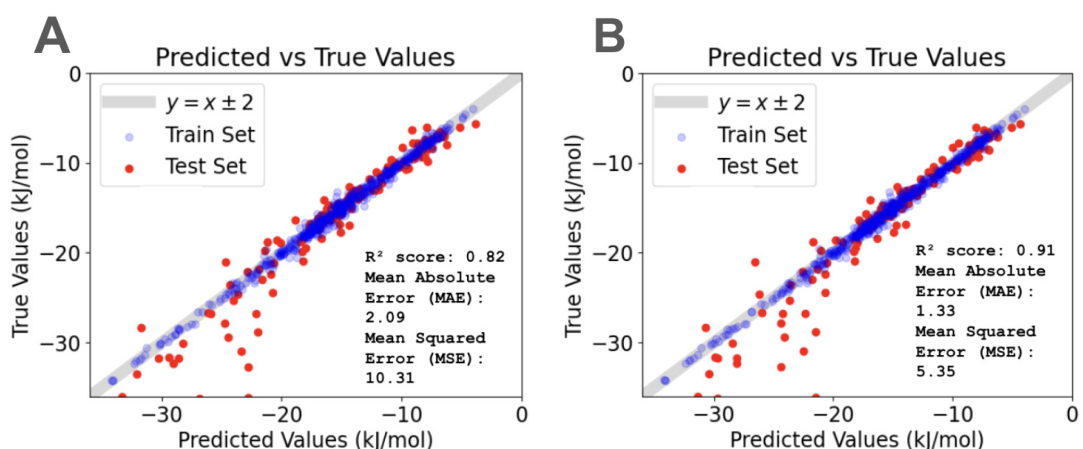 A
Predicted vs True Values
True Values (kJ/mol)
0
−10
−20
−30
y = x ± 2
Train Set
Test Set
R² score: 0.82
Mean Absolute
Error (MAE):
2.09
Mean Squared
Error (MSE):
10.31
−30
−20
−10
0
Predicted Values (kJ/mol)
B
Predicted vs True Values
True Values (kJ/mol)
0
−10
−20
−30
y = x ± 2
Train Set
Test Set
R² score: 0.91
Mean Absolute
Error (MAE):
1.33
Mean Squared
Error (MSE):
5.35
−30
−20
−10
0
Predicted Values (kJ/mol)